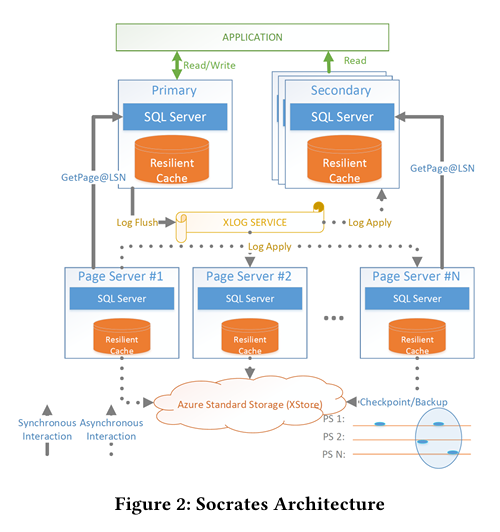 APPLICATION
Read/Write
Read
Primary
SQL Server
Resilient
Cache
Secondary
SQL Server
Resilient
Cache
GetPage@LSN
GetPage@LSN
Log Flush
XLOG SERVICE
Log Apply
Log Apply
Page Server #1
SQL Server
Resilient
Cache
Page Server #2
SQL Server
Resilient
Cache
...
Page Server #N
SQL Server
Resilient
Cache
Azure Standard Storage (XStore)
Checkpoint/Backup
PS 1:
PS 2:
PS N:
Synchronous
Interaction
Asynchronous
Interaction
Figure 2: Socrates Architecture